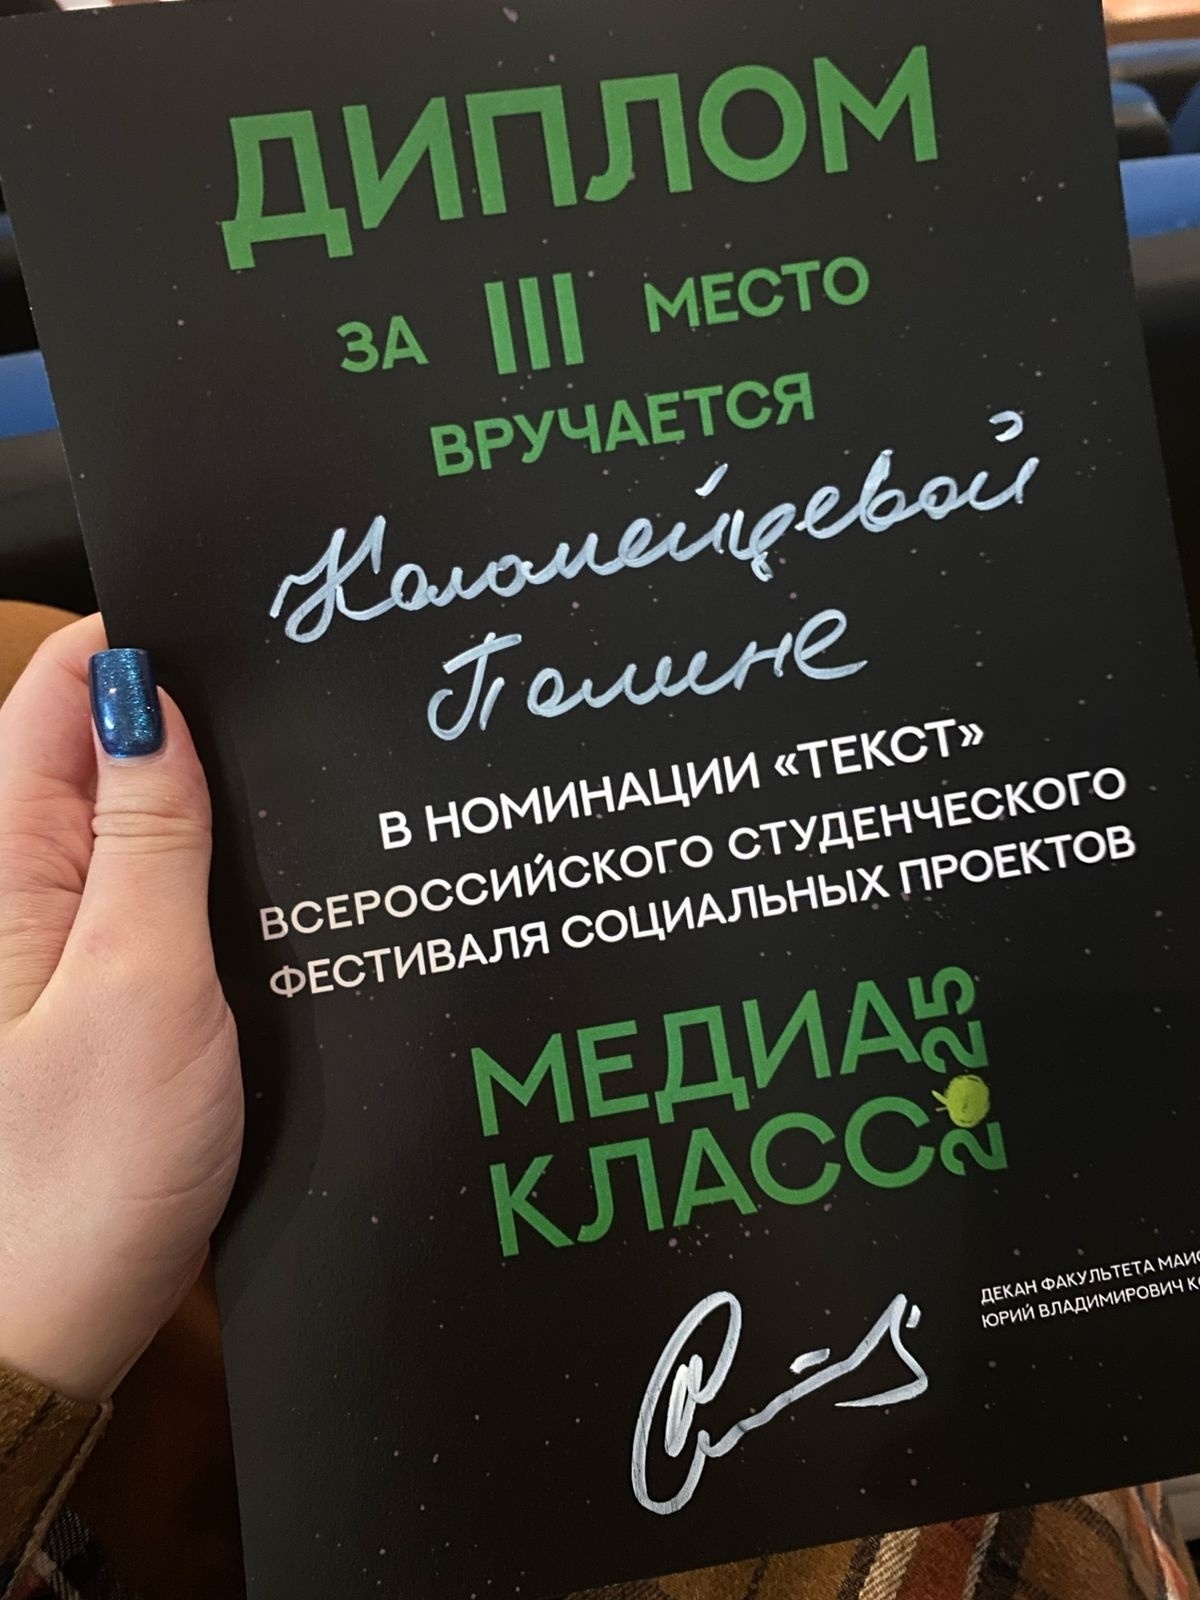 ДИПЛОМ
ЗА III МЕСТО
ВРУЧАЕТСЯ
Коломейцевой
Полине
В НОМИНАЦИИ «ТЕКСТ»
ВСЕРОССИЙСКОГО СТУДЕНЧЕСКОГО
ФЕСТИВАЛЯ СОЦИАЛЬНЫХ ПРОЕКТОВ
МЕДИА
КЛАСС
2025
ДЕКАН ФАКУЛЬТЕТА
ЮРИЙ ВЛАДИМИРОВИЧ